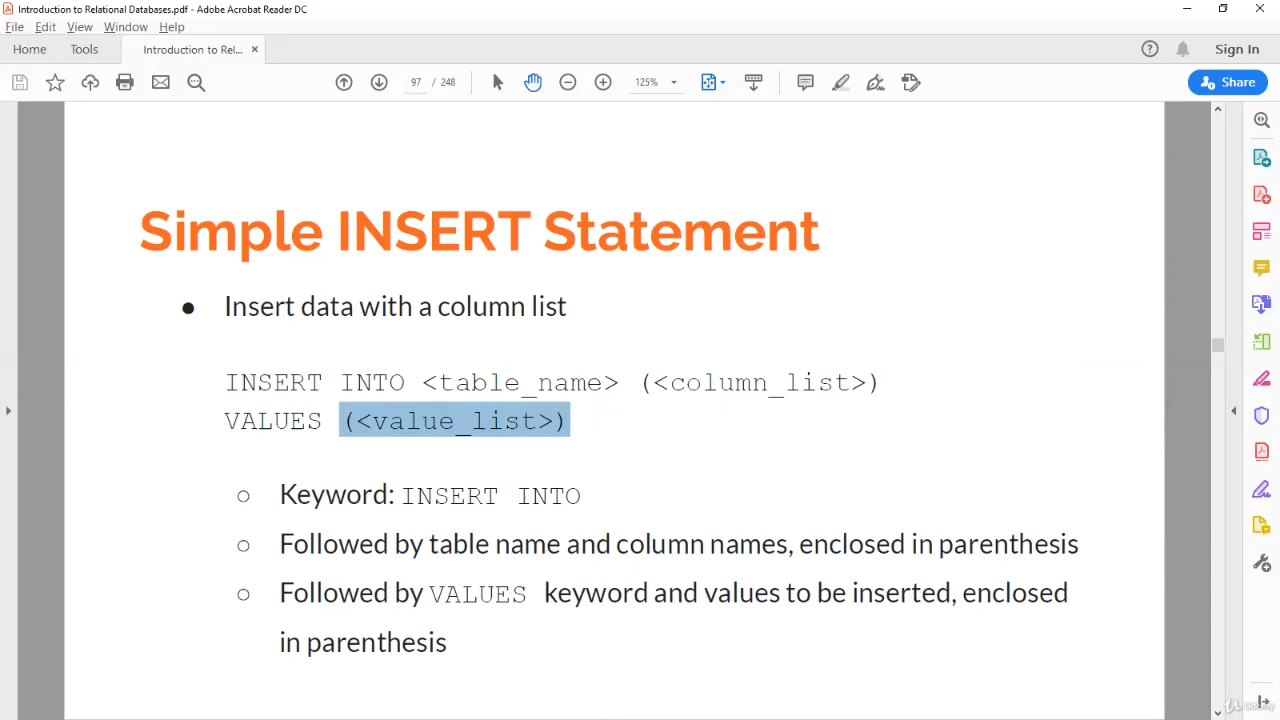 Introduction to Relational Databases.pdf - Adobe Acrobat Reader DC
File Edit View Window Help
Home Tools Introduction to Rel... × Sign In
97 / 248 125% Share
Simple INSERT Statement
● Insert data with a column list
INSERT INTO <table_name> (<column_list>)
VALUES (<value_list>)
○ Keyword: INSERT INTO
○ Followed by table name and column names, enclosed in parenthesis
○ Followed by VALUES keyword and values to be inserted, enclosed
in parenthesis
Udemy